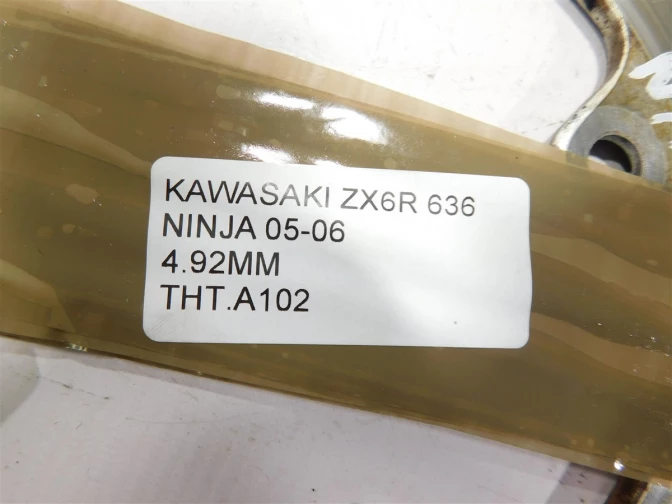 KAWASAKI ZX6R 636
NINJA 05-06
4.92MM
THT.A102